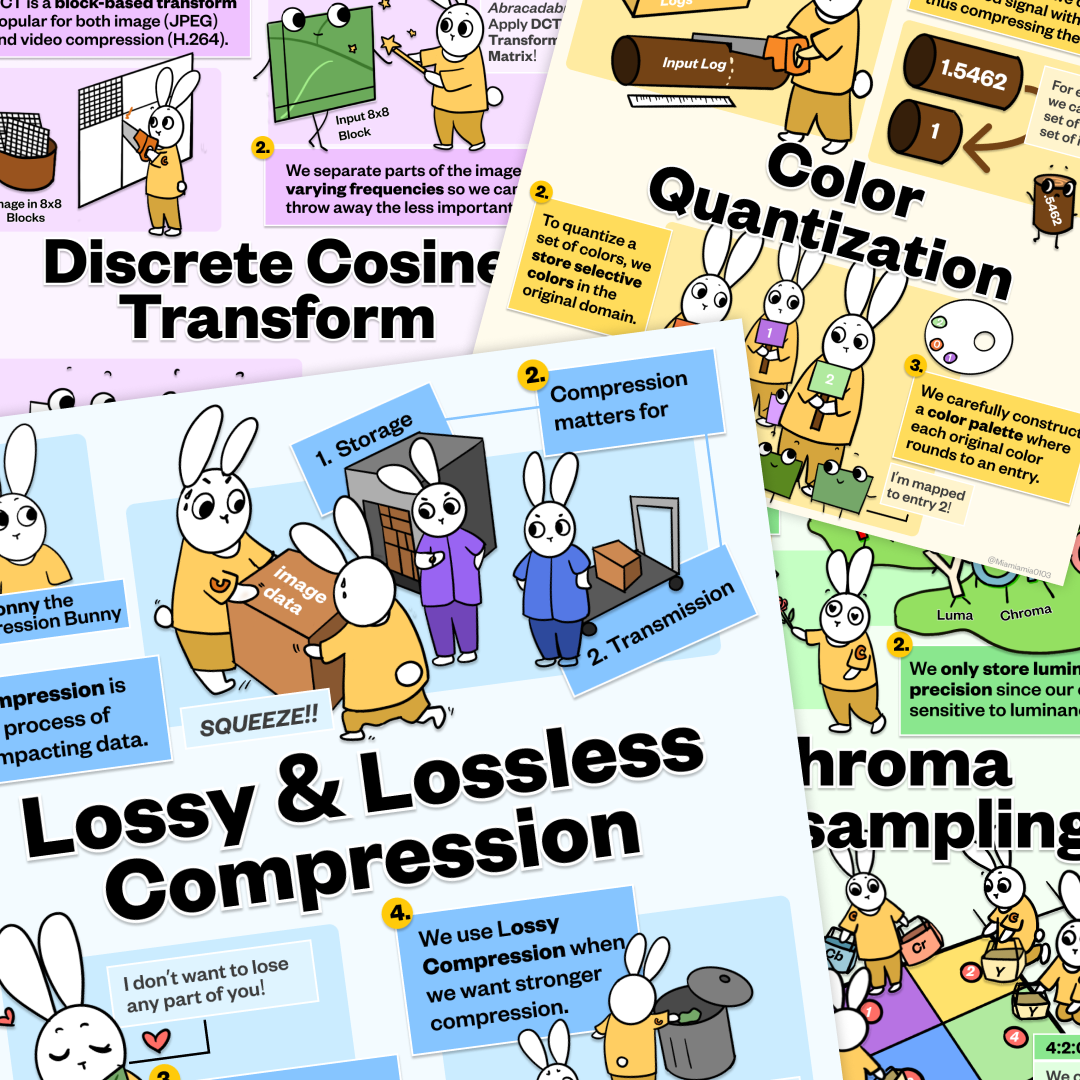 CT is a block-based transform
opular for both image (JPEG)
nd video compression (H.264).
Apply DCT
Transform
Matrix!
Input 8x8
Block
mage in 8x8
Blocks
2.
We separate parts of the image
varying frequencies so we can
throw away the less important
Discrete Cosine
Transform
Logs
Input Log
signal with
thus compressing the
1.5462
1
For e
we ca
set of
set of
.5462
Color
Quantization
2.
To quantize a
set of colors, we
store selective
colors in the
original domain.
1
2
0
1
3.
We carefully construct
a color palette where
each original color
rounds to an entry.
I'm mapped
to entry 2!
@Miamiamia0103
Luma
Chroma
2.
We only store lumin
precision since our
sensitive to luminan
hroma
sampling
Cb
Cr
Y
Y
1
2
4
4:2:0
We c
1. Storage
2.
Compression
matters for
image
data
2. Transmission
onny the
ression Bunny
mpression is
process of
mpacting data.
SQUEEZE!!
Lossy & Lossless
Compression
I don't want to lose
any part of you!
3
4.
We use Lossy
Compression when
we want stronger
compression.